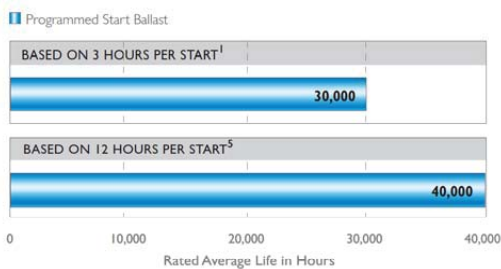 Programmed Start Ballast
BASED ON 3 HOURS PER START¹
30,000
BASED ON 12 HOURS PER START⁵
40,000
0 10,000 20,000 30,000 40,000
Rated Average Life in Hours